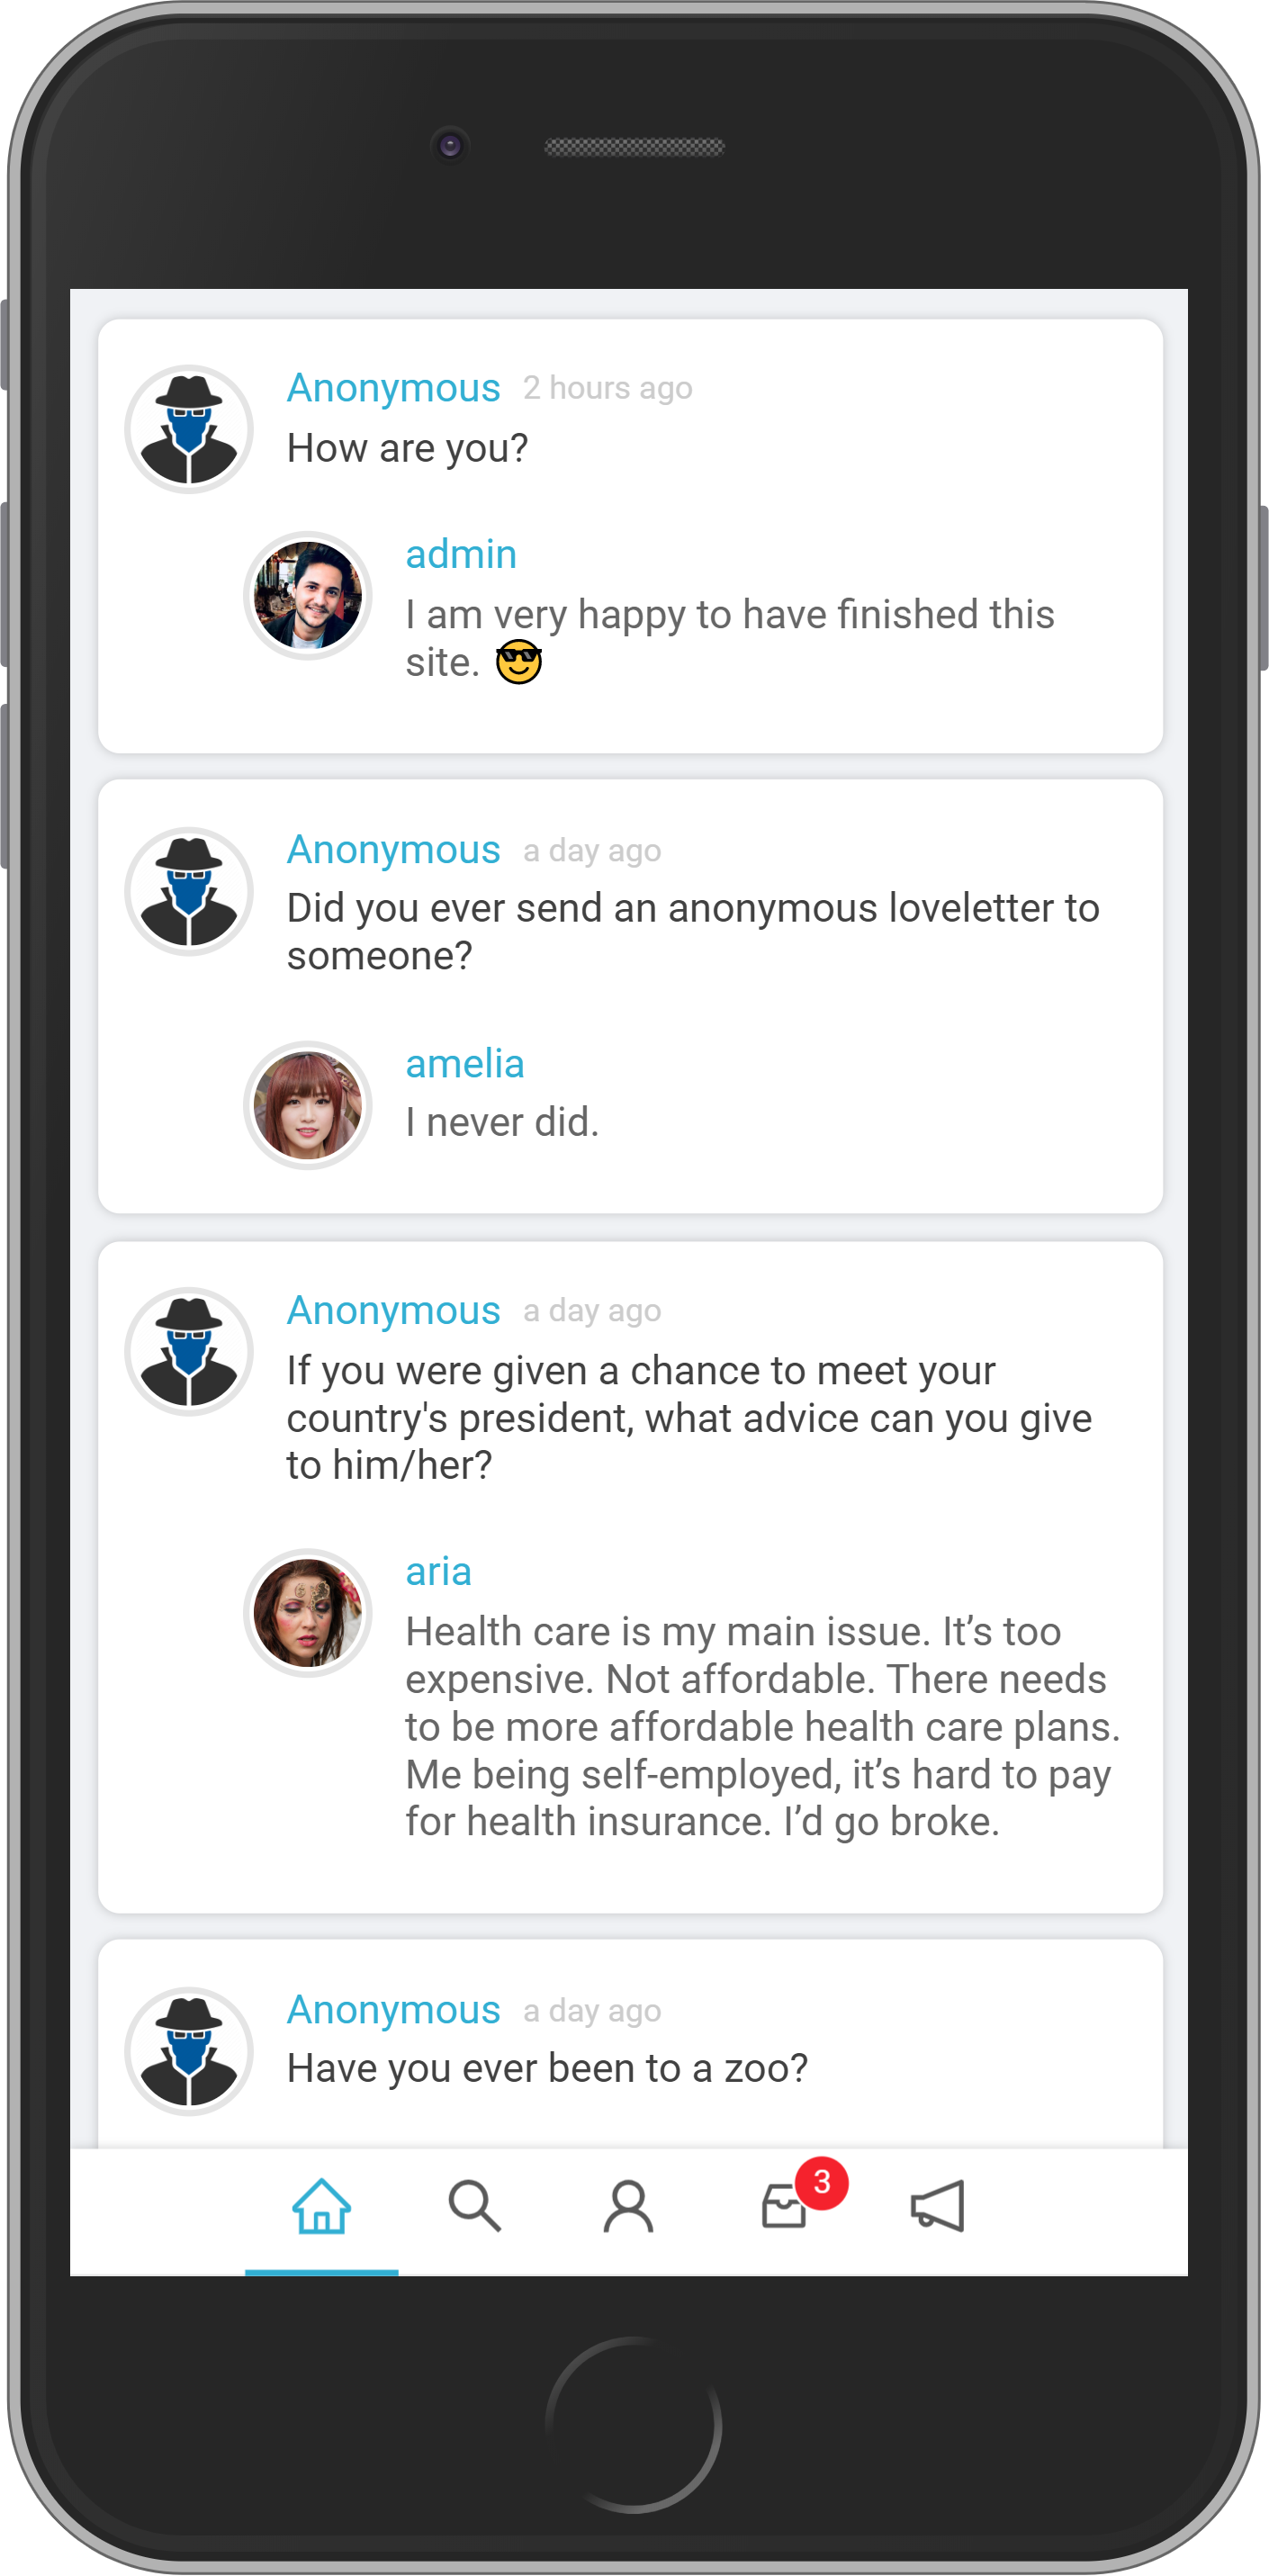 Anonymous 2 hours ago
How are you?
admin
I am very happy to have finished this
site. 😎
Anonymous a day ago
Did you ever send an anonymous loveletter to
someone?
amelia
I never did.
Anonymous a day ago
If you were given a chance to meet your
country's president, what advice can you give
to him/her?
aria
Health care is my main issue. It’s too
expensive. Not affordable. There needs
to be more affordable health care plans.
Me being self-employed, it’s hard to pay
for health insurance. I’d go broke.
Anonymous a day ago
Have you ever been to a zoo?
3